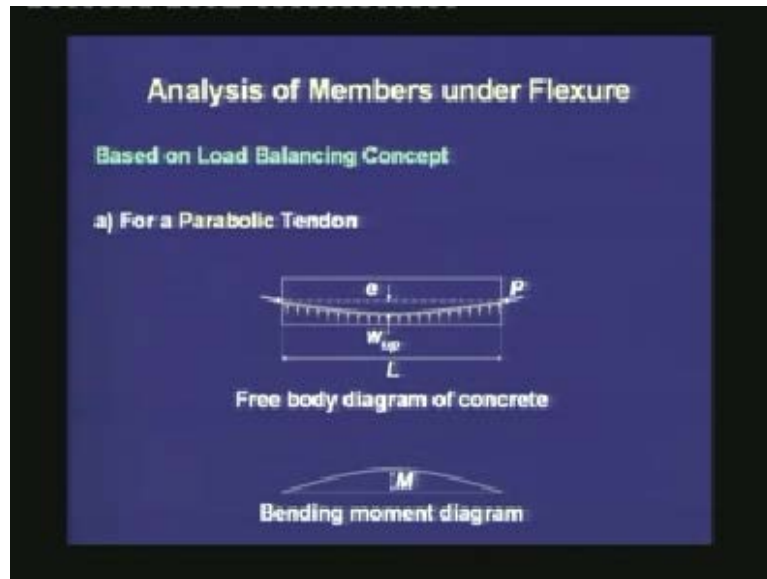 Analysis of Members under Flexure
Based on Load Balancing Concept
a) For a Parabolic Tendon
e P
wup
L
Free body diagram of concrete
M
Bending moment diagram